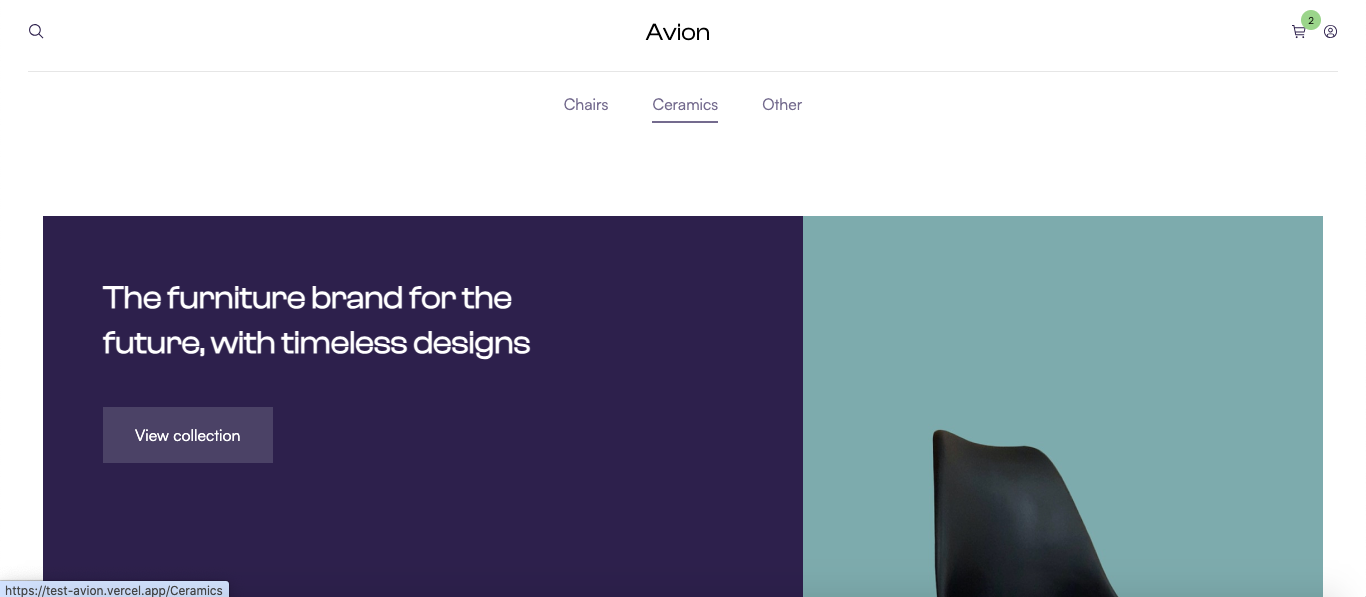 2
Avion
Chairs
Ceramics
Other
The furniture brand for the
future, with timeless designs
View collection
https://test-avion.vercel.app/Ceramics